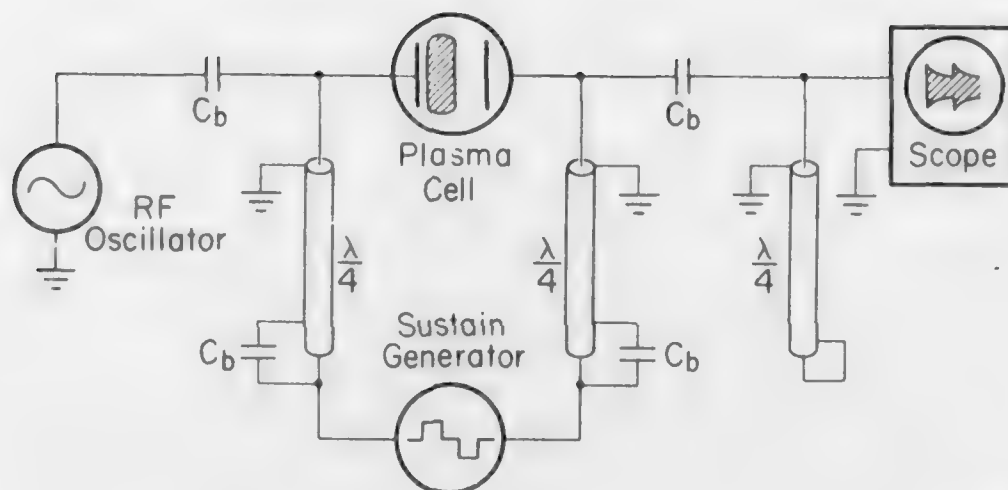 C_b
Plasma
Cell
C_b
Scope
RF
Oscillator
λ/4
λ/4
λ/4
C_b
Sustain
Generator
C_b